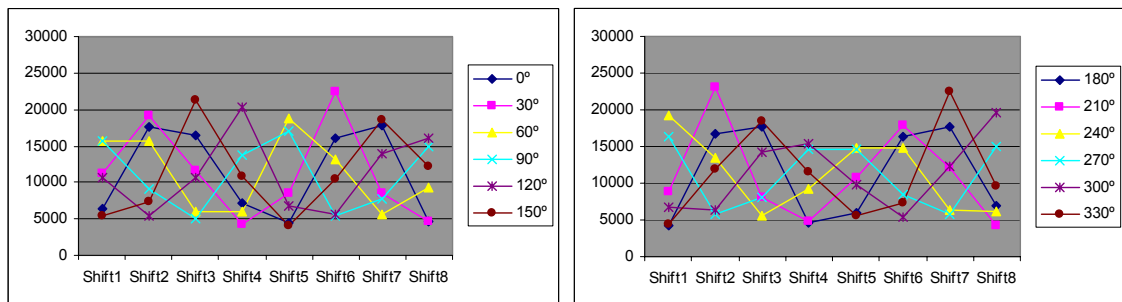 30000
25000
20000
15000
10000
5000
0
Shift1 Shift2 Shift3 Shift4 Shift5 Shift6 Shift7 Shift8
0º
30º
60º
90º
120º
150º
30000
25000
20000
15000
10000
5000
0
Shift1 Shift2 Shift3 Shift4 Shift5 Shift6 Shift7 Shift8
180º
210º
240º
270º
300º
330º